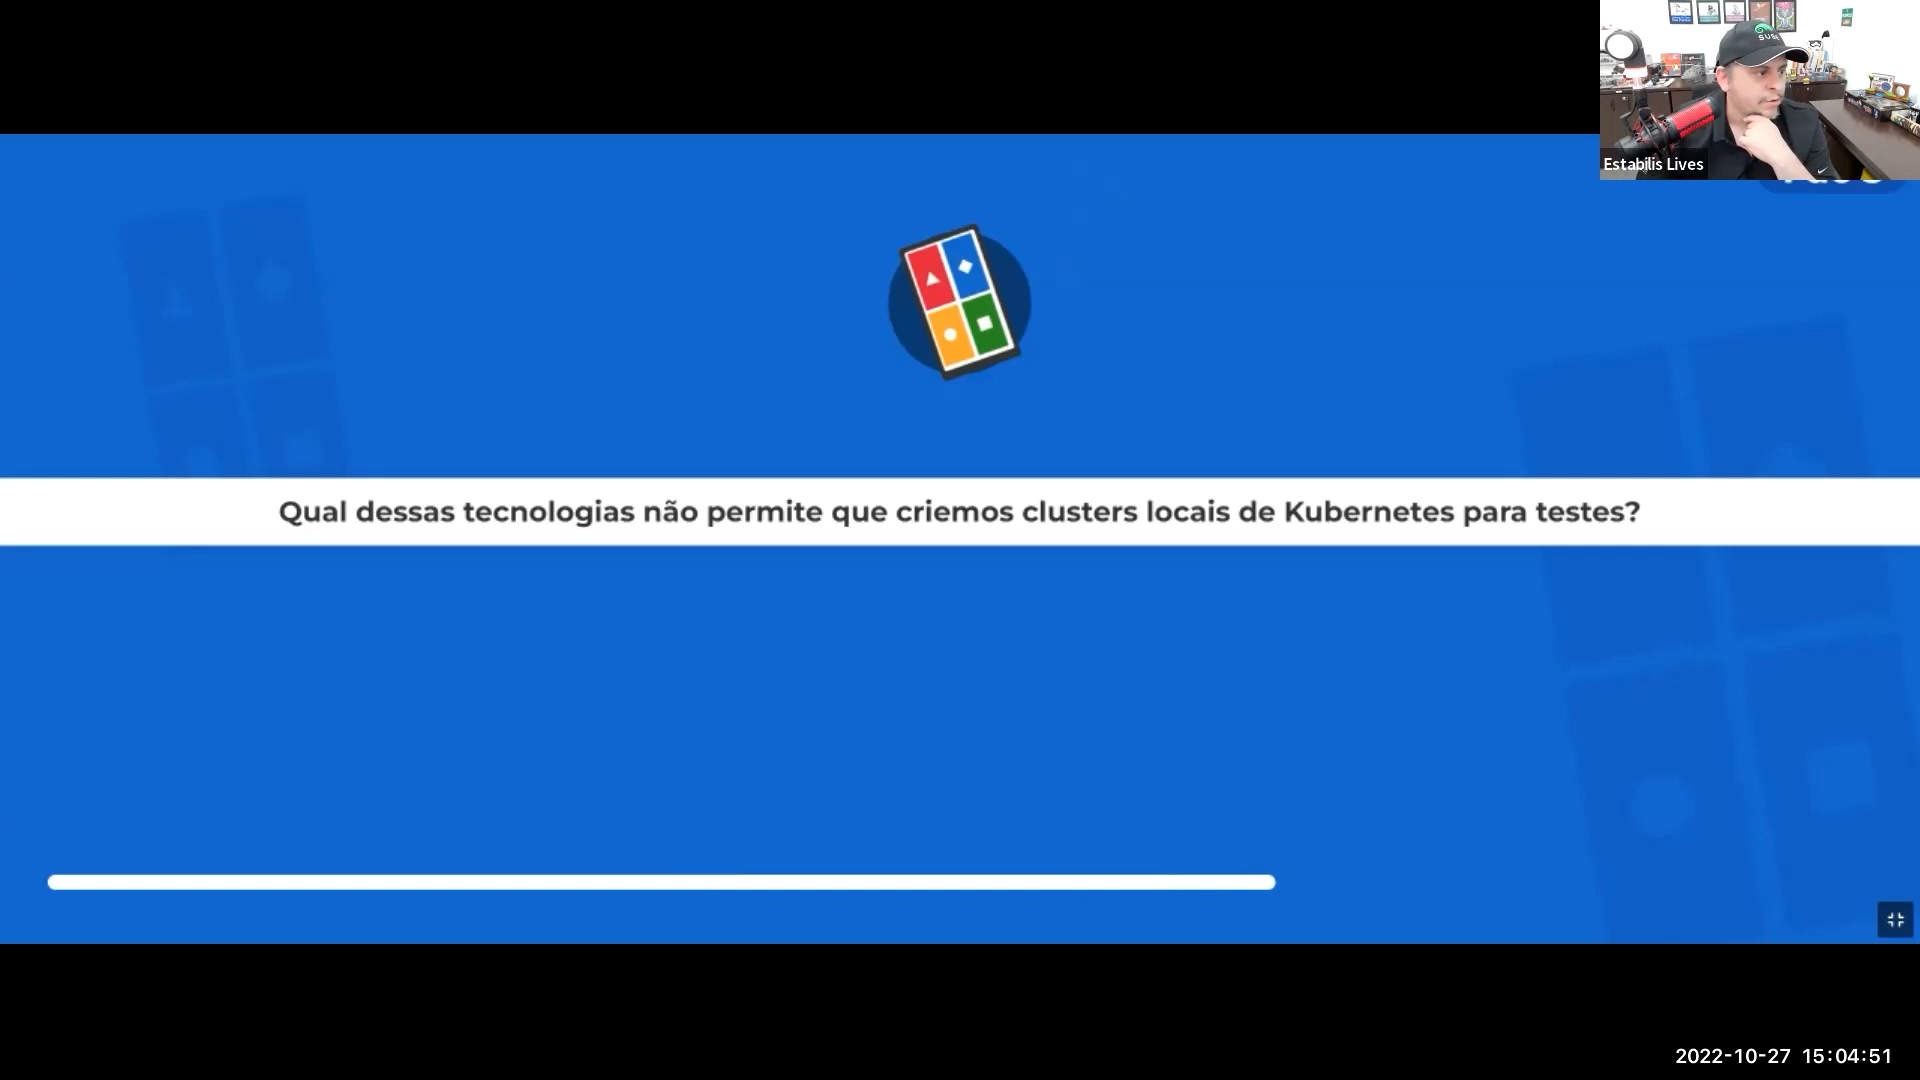 SUSE
Estabilis Lives
Qual dessas tecnologias não permite que criemos clusters locais de Kubernetes para testes?
2022-10-27 15:04:51